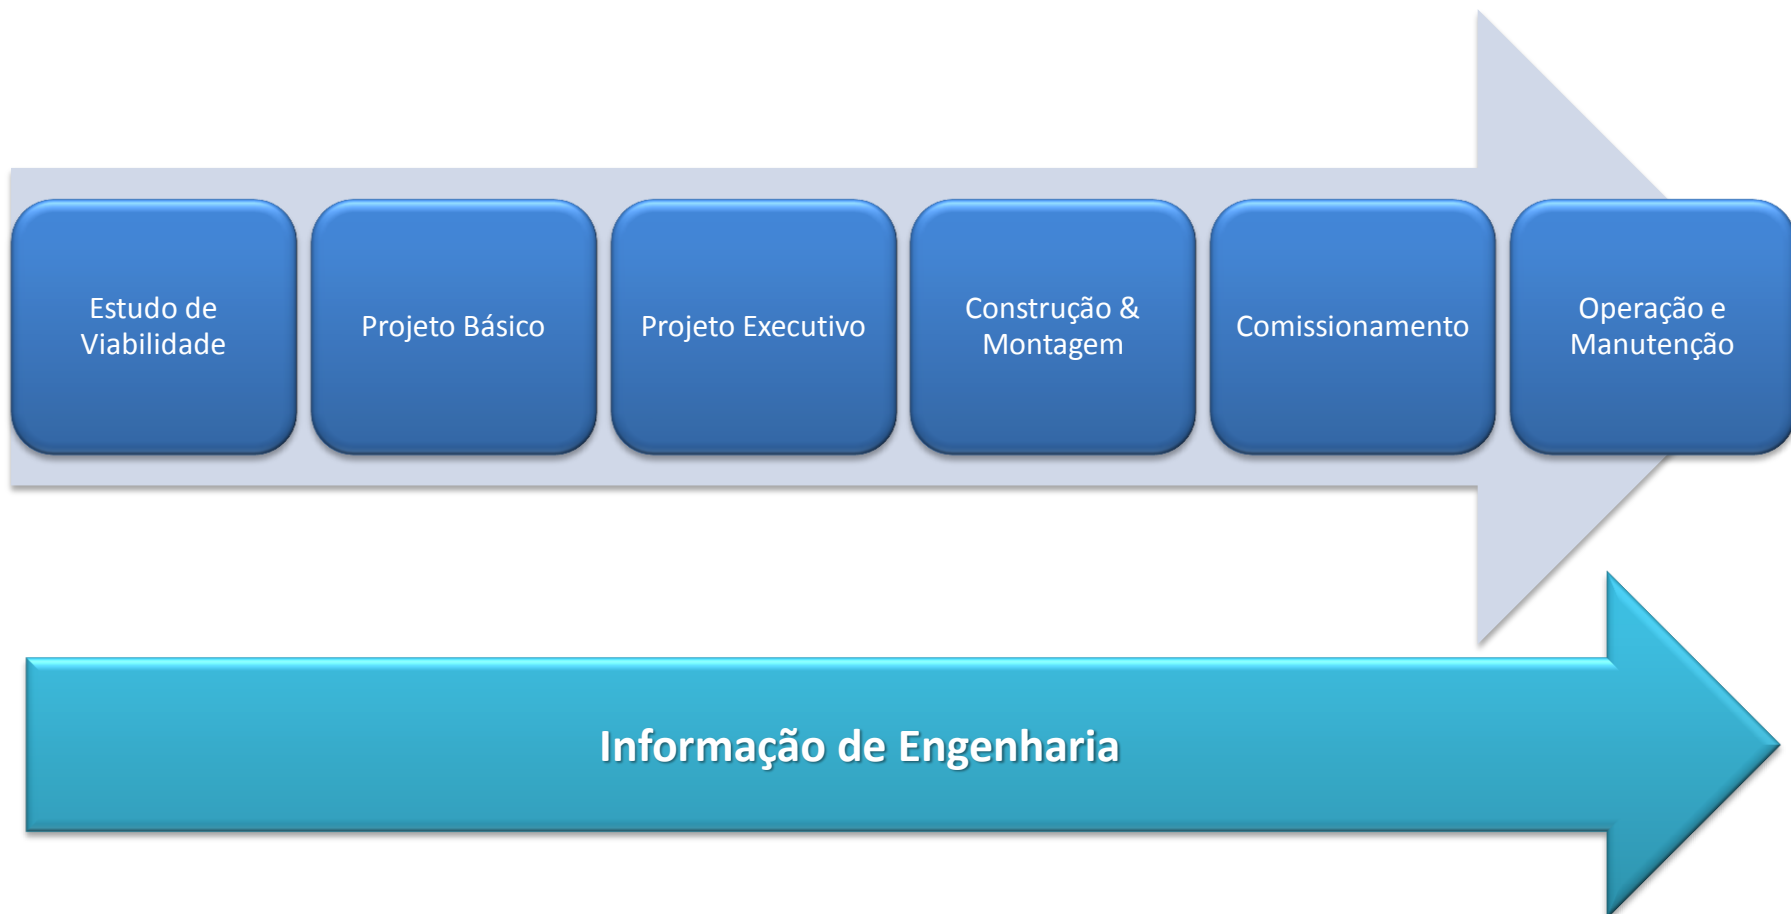 Estudo de
Viabilidade
Projeto Básico
Projeto Executivo
Construção &
Montagem
Comissionamento
Operação e
Manutenção
Informação de Engenharia